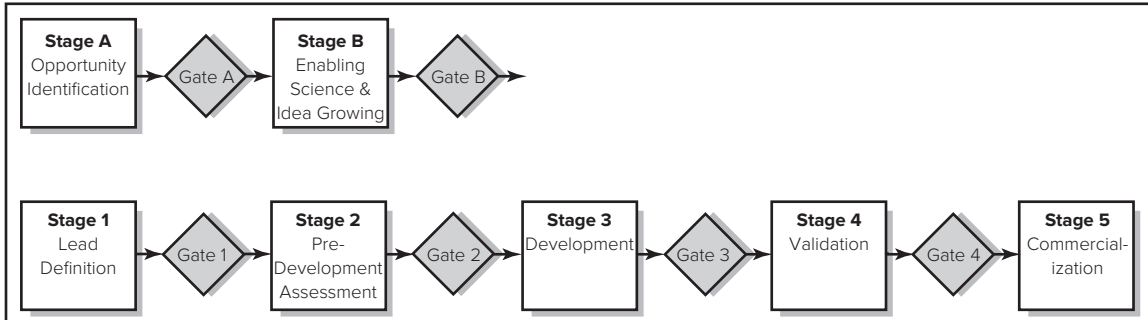 Stage A
Opportunity
Identification
Gate A
Stage B
Enabling
Science &
Idea Growing
Gate B
Stage 1
Lead
Definition
Gate 1
Stage 2
Pre-
Development
Assessment
Gate 2
Stage 3
Development
Gate 3
Stage 4
Validation
Gate 4
Stage 5
Commercial-
ization